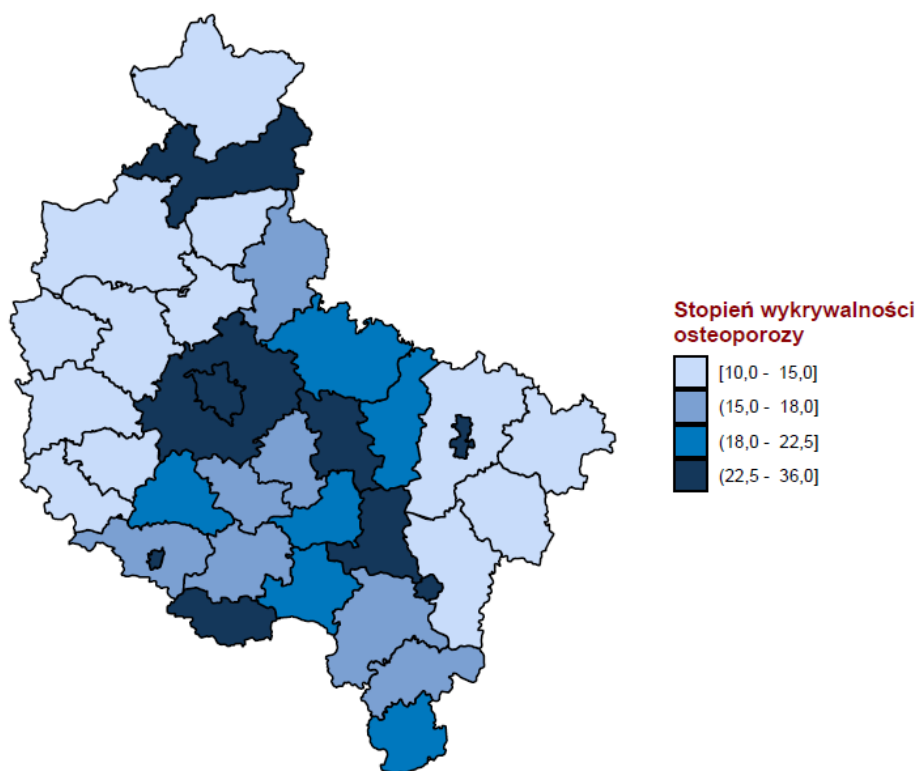 Stopień wykrywalności
osteoporozy
[10,0 - 15,0]
(15,0 - 18,0]
(18,0 - 22,5]
(22,5 - 36,0]